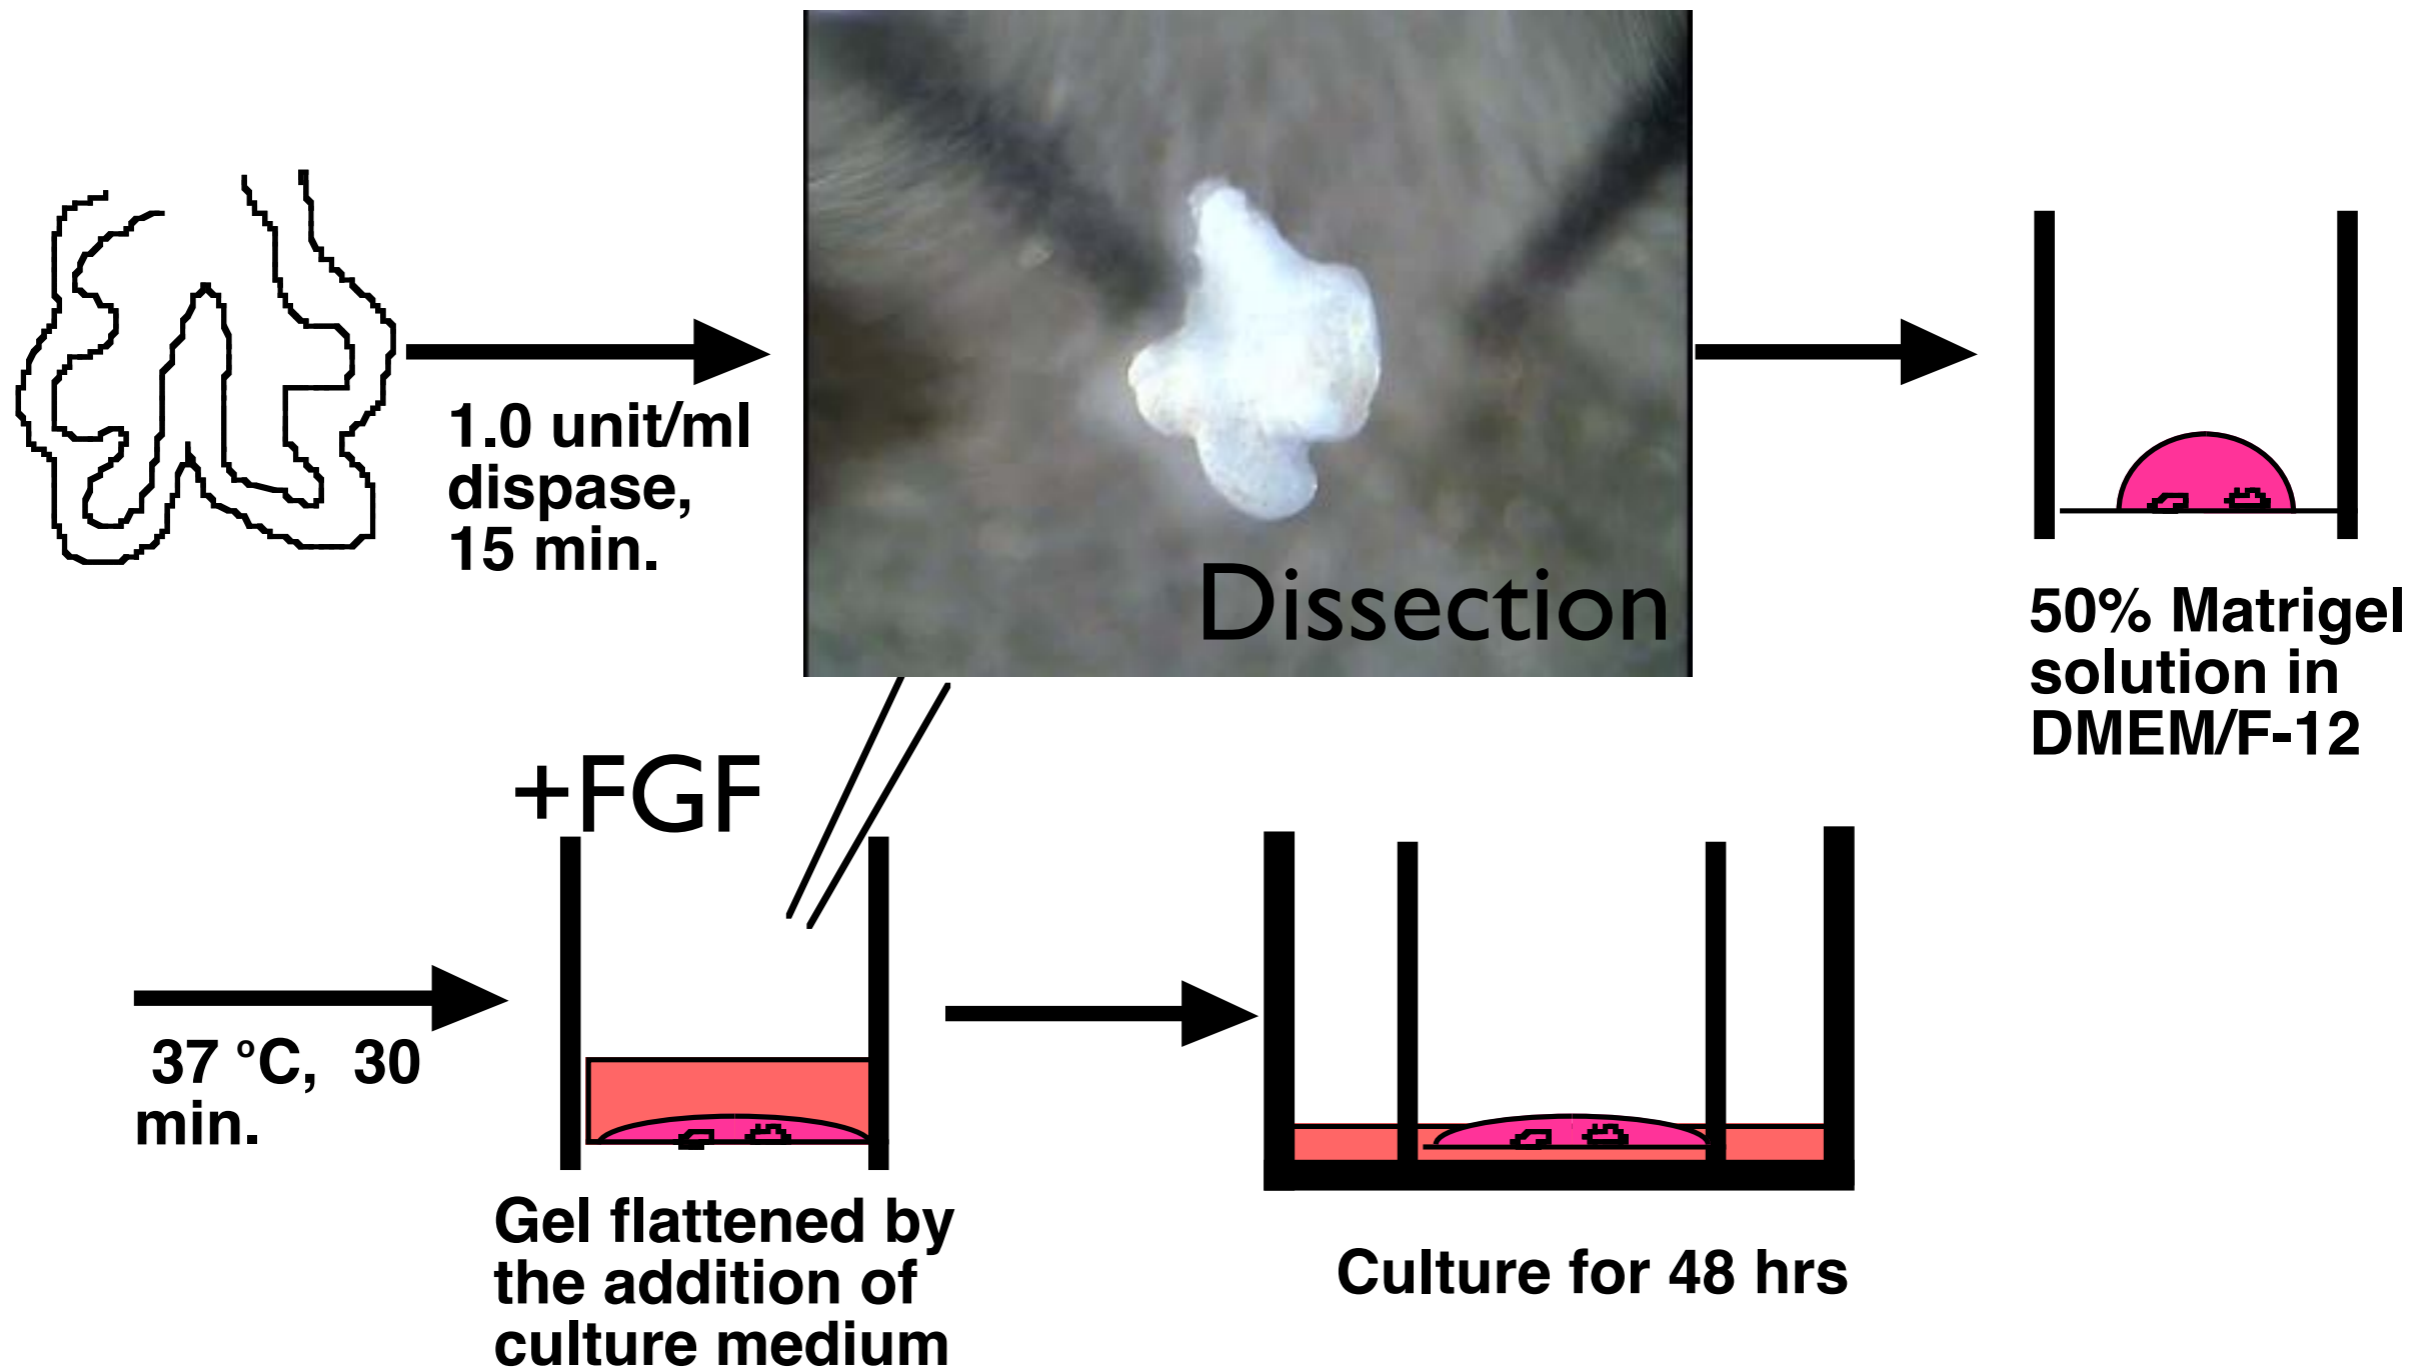 1.0 unit/ml
dispase,
15 min.
Dissection
50% Matrigel
solution in
DMEM/F-12
+FGF
37 °C, 30
min.
Gel flattened by
the addition of
culture medium
Culture for 48 hrs